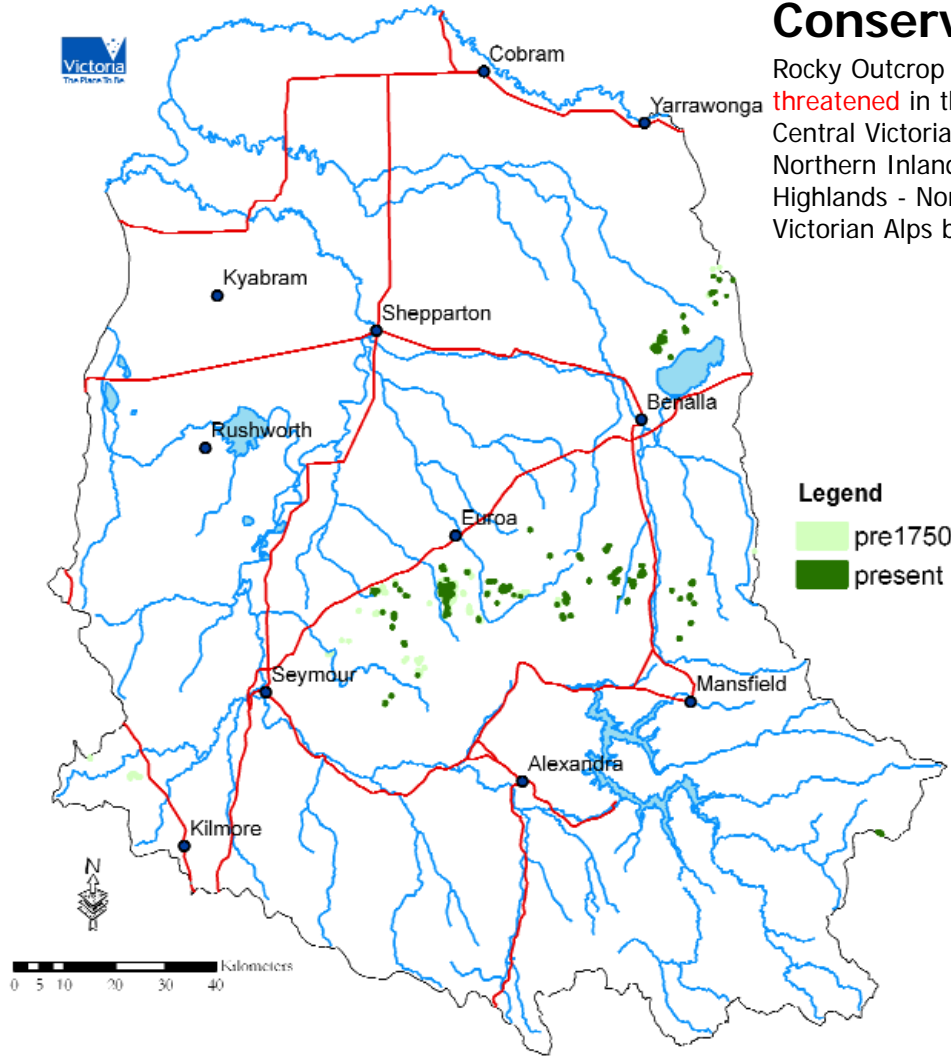 Conserv
Rocky Outcrop
threatened in th
Central Victoria
Northern Inland
Highlands - Nor
Victorian Alps b
Victoria
The Place To Be
Cobram
Yarrawonga
Kyabram
Shepparton
Benalla
Rushworth
Euroa
Legend
pre1750
present
Seymour
Mansfield
Alexandra
Kilmore
N
Kilometers
0 5 10 20 30 40